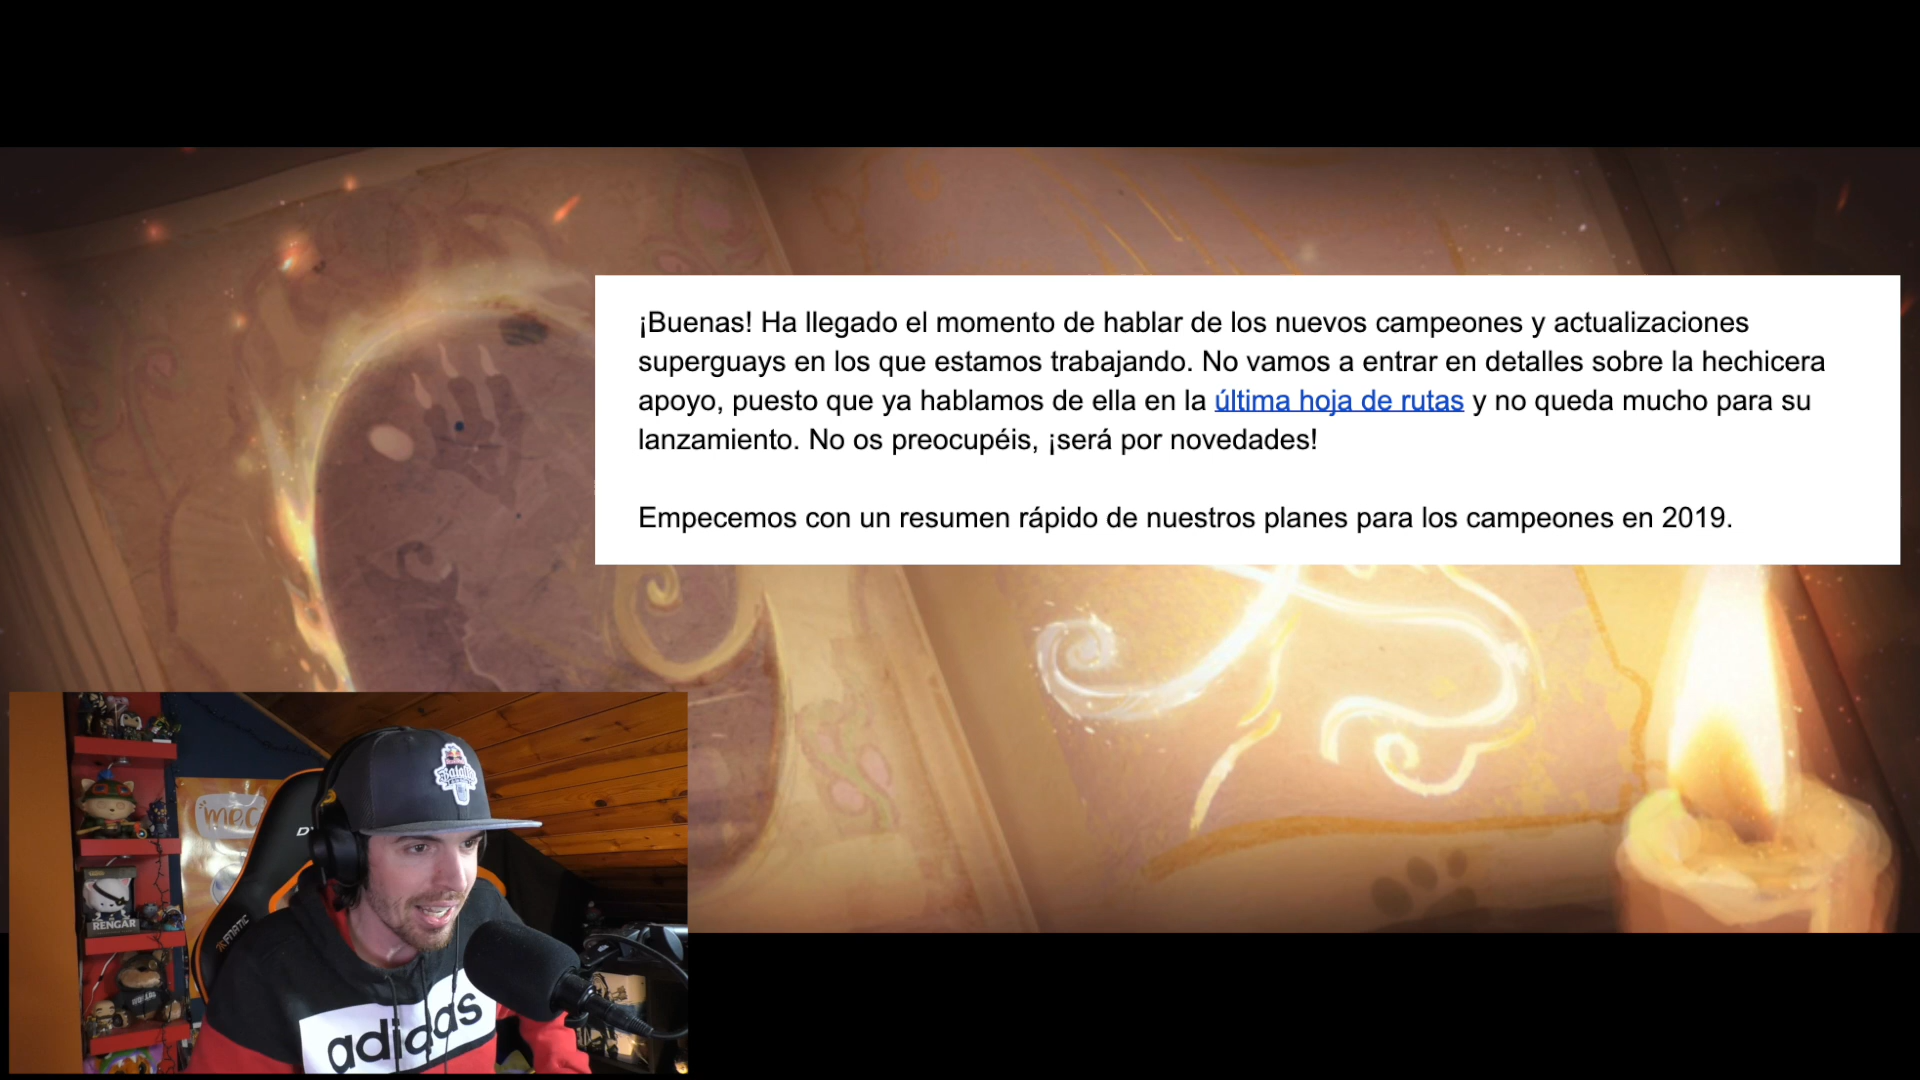 ¡Buenas! Ha llegado el momento de hablar de los nuevos campeones y actualizaciones
superguays en los que estamos trabajando. No vamos a entrar en detalles sobre la hechicera
apoyo, puesto que ya hablamos de ella en la última hoja de rutas y no queda mucho para su
lanzamiento. No os preocupéis, ¡será por novedades!
Empecemos con un resumen rápido de nuestros planes para los campeones en 2019.
RENGAR
FNATIC
adidas